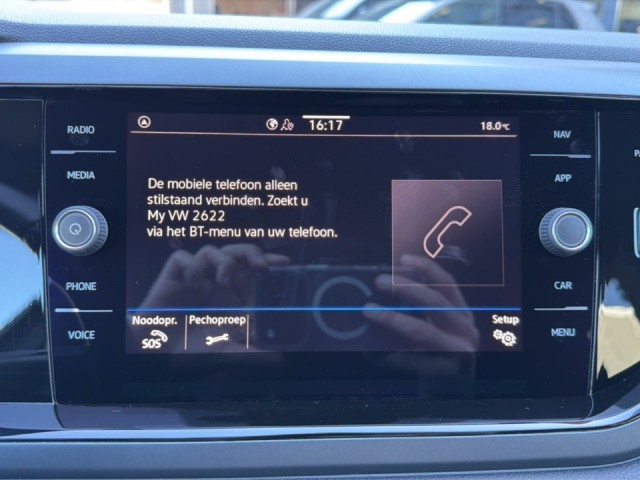 RADIO
MEDIA
PHONE
VOICE
16:17
18.0°C
De mobiele telefoon alleen
stilstaand verbinden. Zoekt u
My VW 2622
via het BT-menu van uw telefoon.
Noodopr.
SOS
Pechoproep
Setup
NAV
APP
CAR
MENU